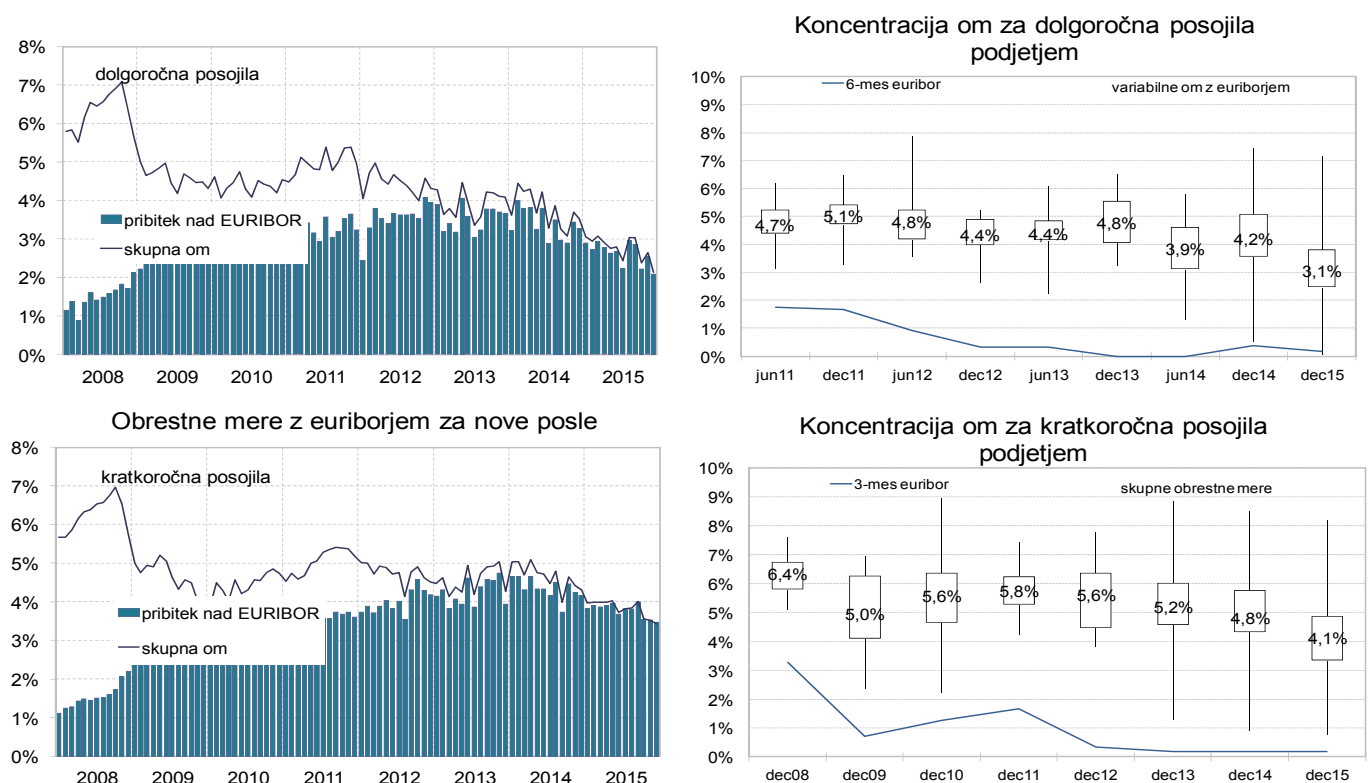 8%
7%
6%
5%
4%
3%
2%
1%
0%
dolgoročna posojila
pribitek nad EURIBOR
skupna om
2008 2009 2010 2011 2012 2013 2014 2015
Koncentracija om za dolgoročna posojila
podjetjem
10%
9%
8%
7%
6%
5%
4%
3%
2%
1%
0%
6-mes euribor
variabilne om z euriborjem
4,7% 5,1% 4,8% 4,4% 4,4% 4,8% 3,9% 4,2% 3,1%
jun11 dec11 jun12 dec12 jun13 dec13 jun14 dec14 dec15
Obrestne mere z euriborjem za nove posle
8%
7%
6%
5%
4%
3%
2%
1%
0%
kratkoročna posojila
pribitek nad EURIBOR
skupna om
2008 2009 2010 2011 2012 2013 2014 2015
Koncentracija om za kratkoročna posojila
podjetjem
10%
9%
8%
7%
6%
5%
4%
3%
2%
1%
0%
3-mes euribor
skupne obrestne mere
6,4% 5,0% 5,6% 5,8% 5,6% 5,2% 4,8% 4,1%
dec08 dec09 dec10 dec11 dec12 dec13 dec14 dec15